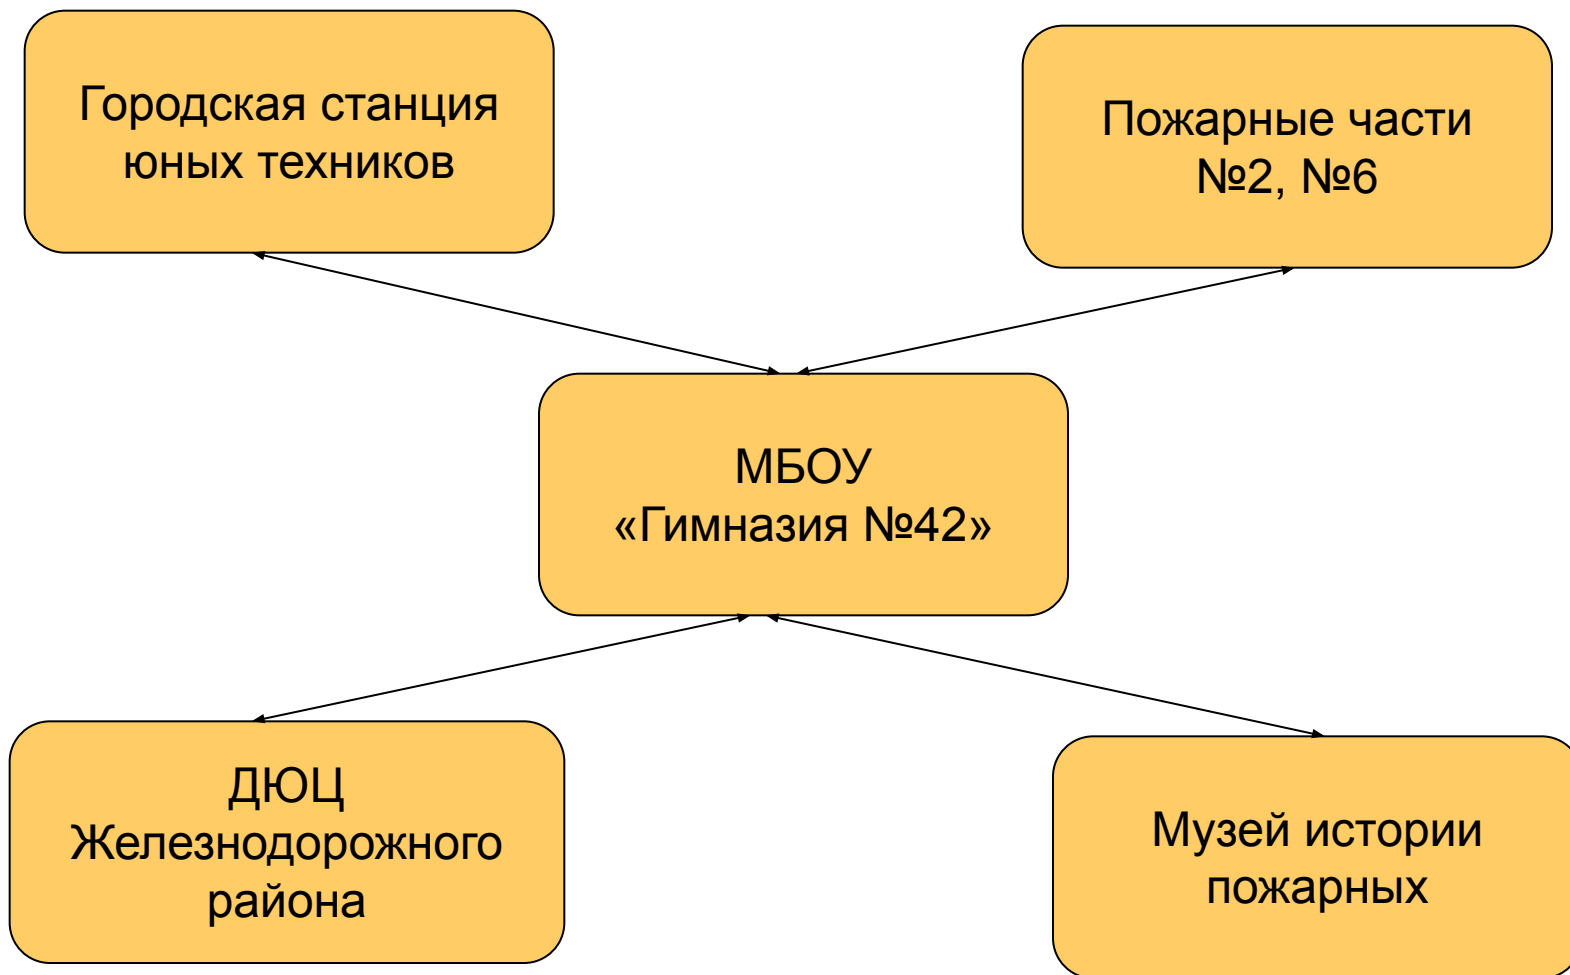 Городская станция
юных техников
Пожарные части
№2, №6
МБОУ
«Гимназия №42»
ДЮЦ
Железнодорожного
района
Музей истории
пожарных